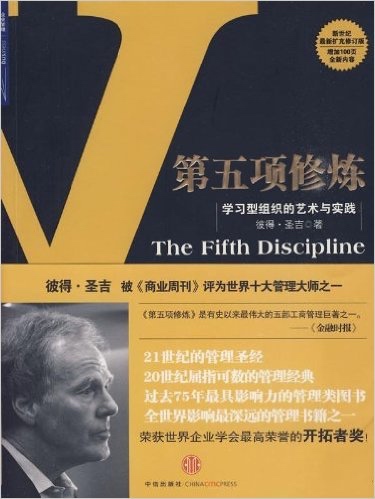 新世纪
最新扩充修订版
增加100页
全新内容
第五项修炼
学习型组织的艺术与实践
彼得·圣吉◎著
The Fifth Discipline
彼得·圣吉 被《商业周刊》评为世界十大管理大师之一
《第五项修炼》是有史以来最伟大的五部工商管理巨著之一。
——《金融时报》
21世纪的管理圣经
20世纪屈指可数的管理经典
过去75年最具影响力的管理类图书
全世界影响最深远的管理书籍之一
荣获世界企业学会最高荣誉的开拓者奖!
中信出版社·CHINACITICPRESS